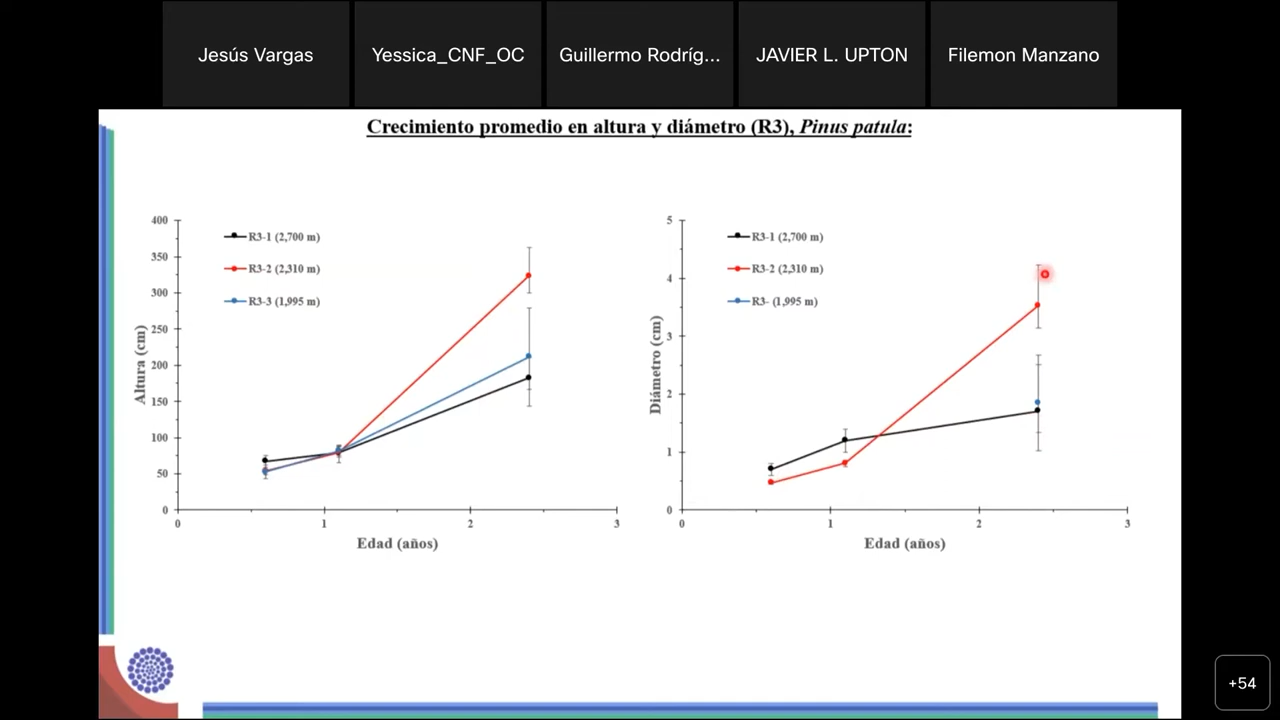 Jesús Vargas
Yessica_CNF_OC
Guillermo Rodríg...
JAVIER L. UPTON
Filemon Manzano
Crecimiento promedio en altura y diámetro (R3), Pinus patula:
400
350
300
250
200
150
100
50
0
Altura (cm)
R3-1 (2,700 m)
R3-2 (2,310 m)
R3-3 (1,995 m)
0
1
2
3
Edad (años)
5
4
3
2
1
0
Diámetro (cm)
R3-1 (2,700 m)
R3-2 (2,310 m)
R3- (1,995 m)
0
1
2
3
Edad (años)
+54